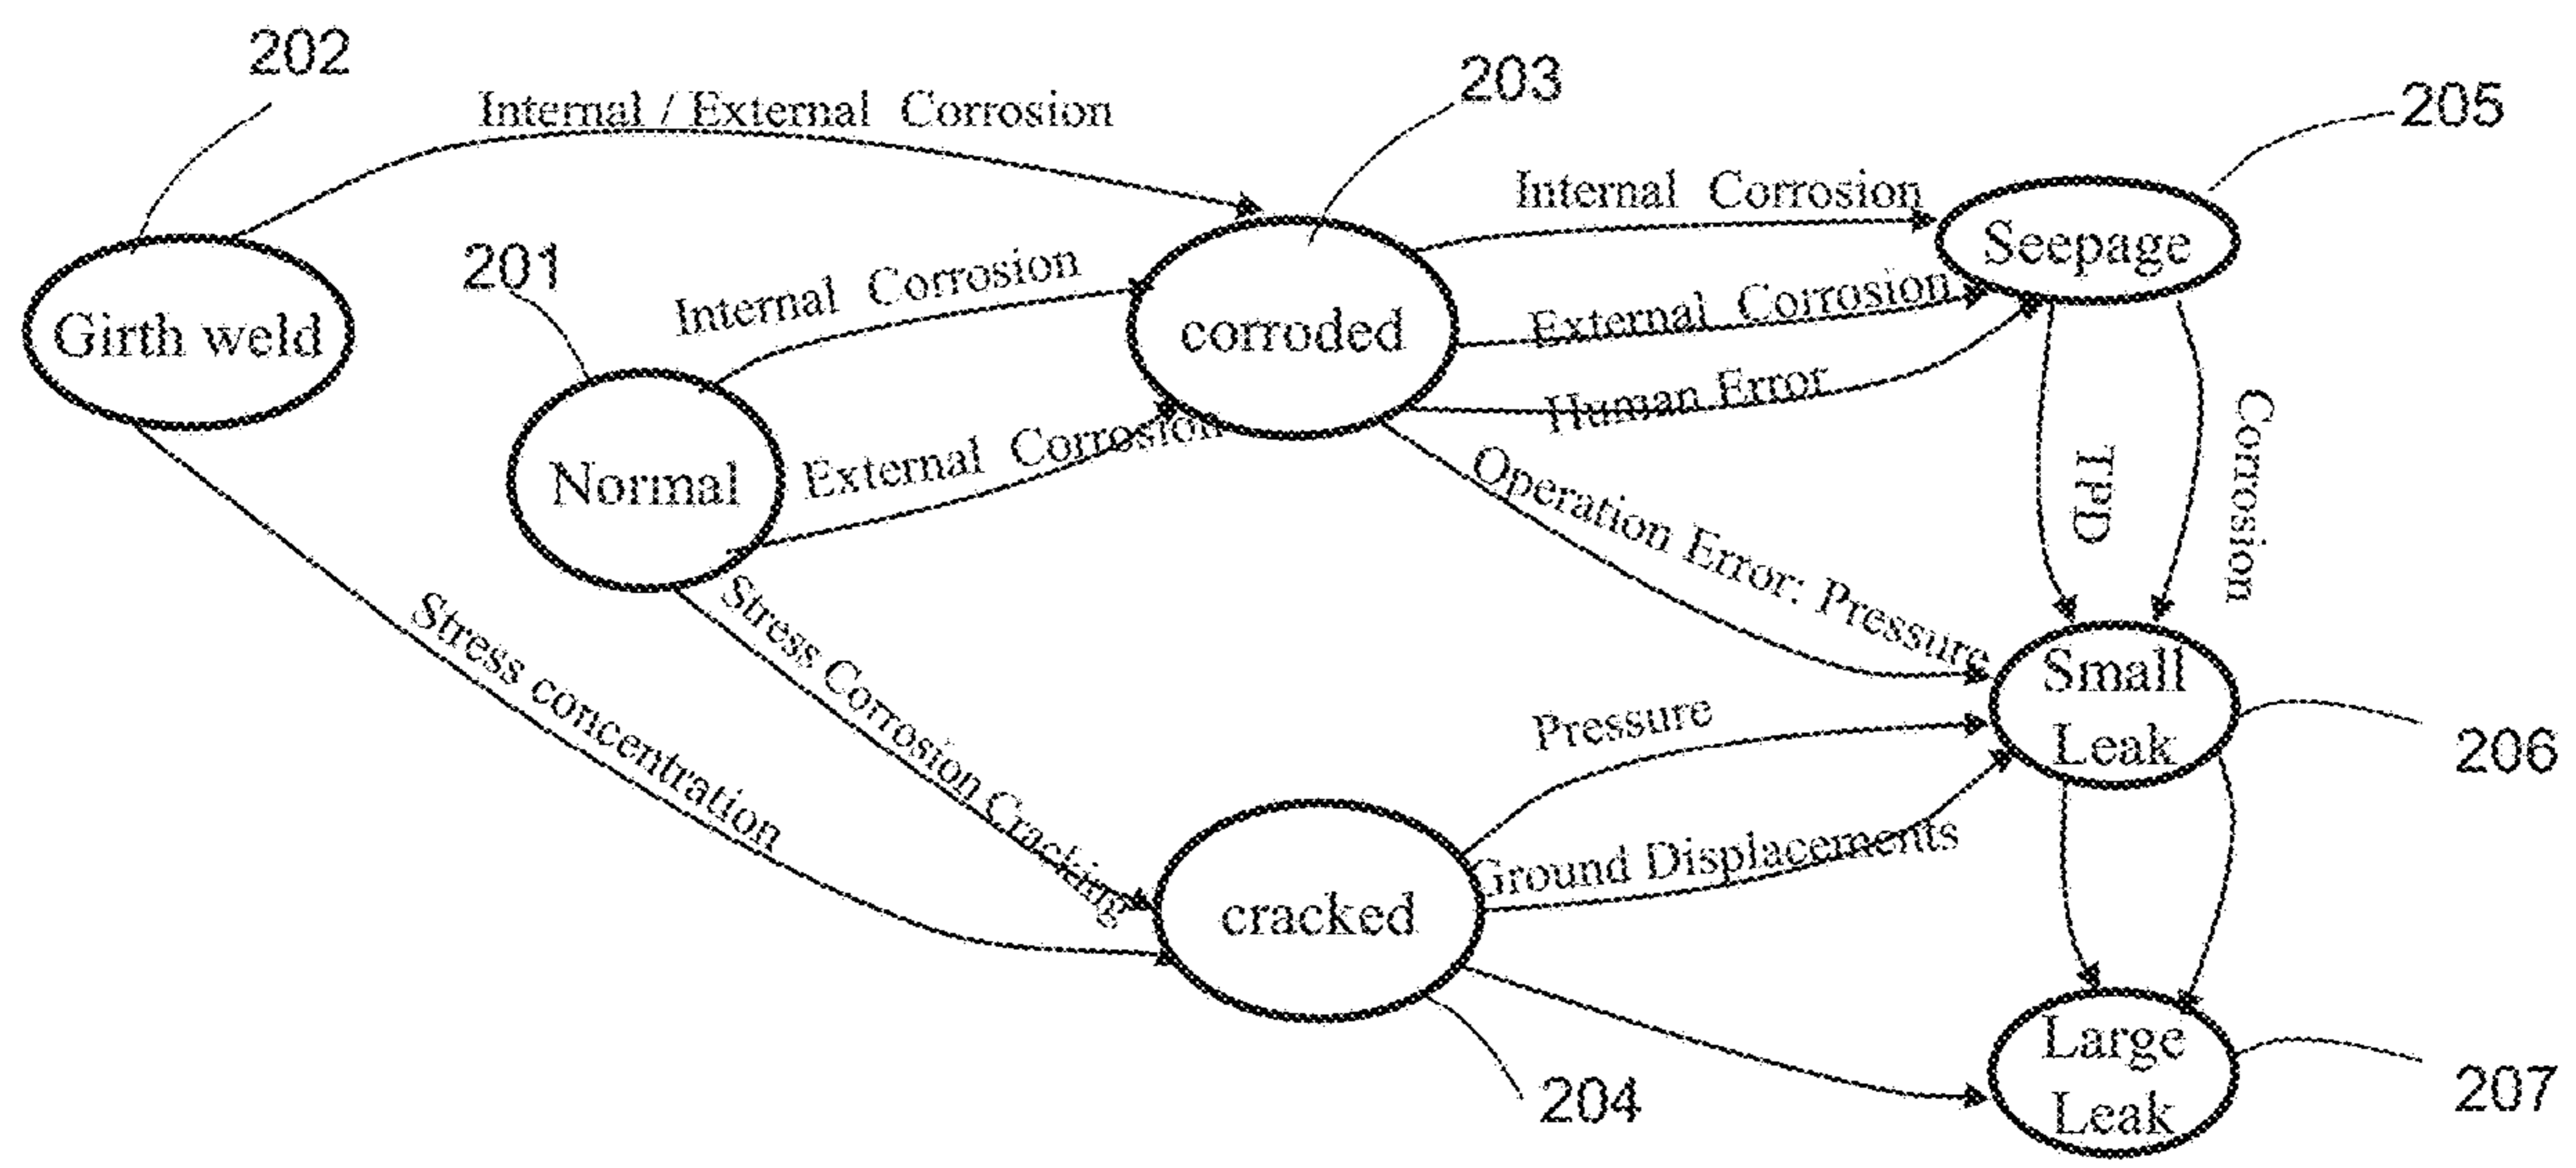 202
Internal / External Corrosion
203
205
Internal Corrosion
Seepage
201
Internal Corrosion
Girth weld
corroded
External Corrosion
Human Error
Normal
External Corrosion
Operation Error: Pressure
TPD
Corrosion
Stress concentration
Stress Corrosion Cracking
Small
Leak
206
Pressure
Ground Displacements
cracked
204
Large
Leak
207